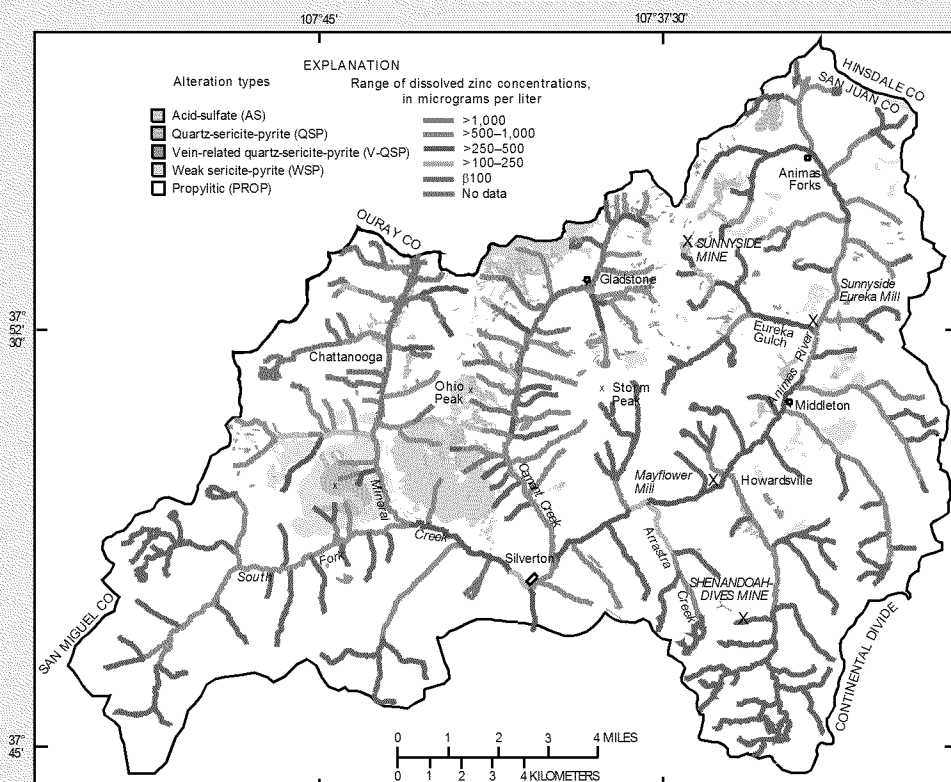 107°45'
107°37'30"
EXPLANATION
Alteration types
Acid-sulfate (AS)
Quartz-sericite-pyrite (QSP)
Vein-related quartz-sericite-pyrite (V-QSP)
Weak sericite-pyrite (WSP)
Propylitic (PROP)
Range of dissolved zinc concentrations,
in micrograms per liter
>1,000
>500–1,000
>250–500
>100–250
β100
No data
HINSDALE CO
SAN JUAN CO
Animas
Forks
OURAY CO
X SUNNYSIDE
MINE
Gladstone
Sunnyside
Eureka Mill
X
37°
52'
30"
Eureka
Gulch
Animas River
Chattanooga
Ohio
Peak x
x Storm
Peak
Middleton
Mayflower
Mill
X
Howardsville
x
Mineral
Creek
Cement Creek
Arrastra
Creek
Silverton
South
Fork
SHENANDOAH-
DIVES MINE
X
SAN MIGUEL CO
CONTINENTAL DIVIDE
37°
45'
0 1 2 3 4 MILES
0 1 2 3 4 KILOMETERS